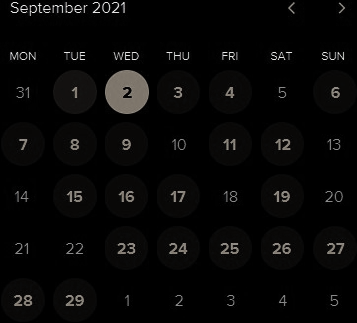 September 2021
MON TUE WED THU FRI SAT SUN
31 1 2 3 4 5 6
7 8 9 10 11 12 13
14 15 16 17 18 19 20
21 22 23 24 25 26 27
28 29 1 2 3 4 5